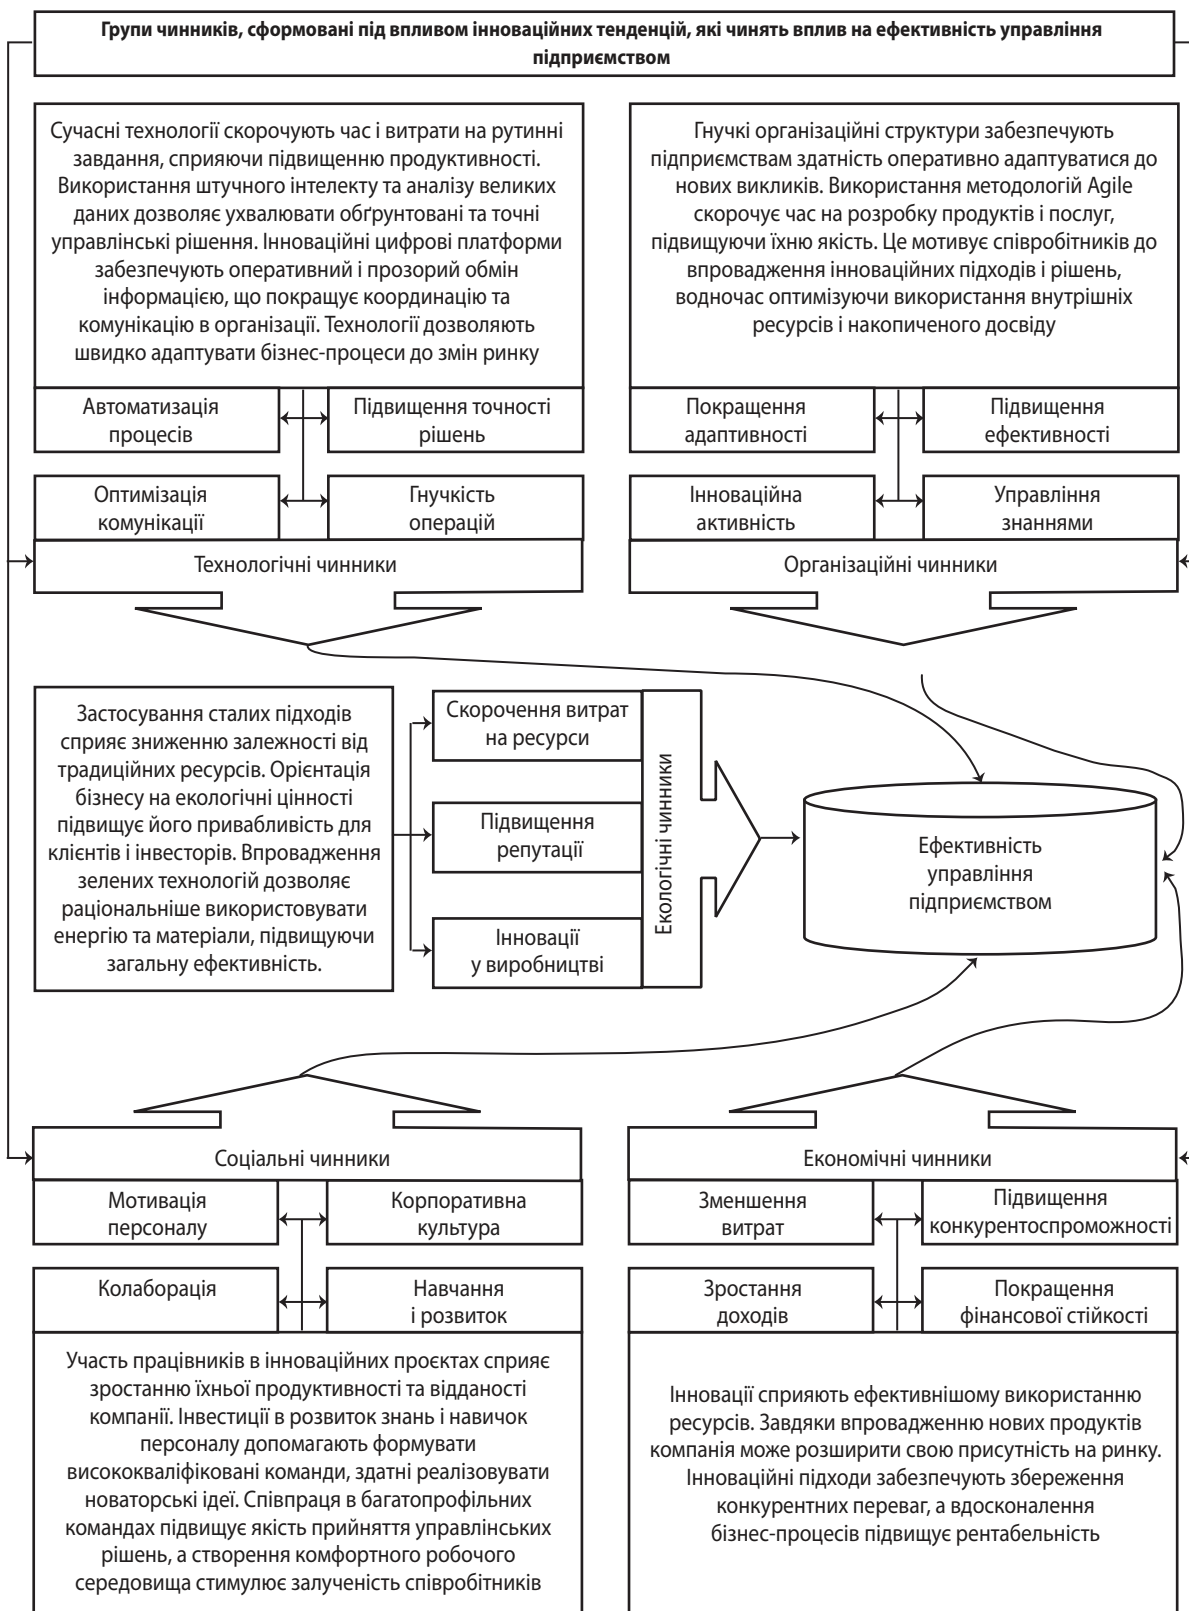 Групи чинників, сформовані під впливом інноваційних тенденцій, які чинять вплив на ефективність управління
підприємством
Сучасні технології скорочують час і витрати на рутинні
завдання, сприяючи підвищенню продуктивності.
Використання штучного інтелекту та аналізу великих
даних дозволяє ухвалювати обґрунтовані та точні
управлінські рішення. Інноваційні цифрові платформи
забезпечують оперативний і прозорий обмін
інформацією, що покращує координацію та
комунікацію в організації. Технології дозволяють
швидко адаптувати бізнес-процеси до змін ринку
Автоматизація
процесів
Підвищення точності
рішень
Оптимізація
комунікації
Гнучкість
операцій
Технологічні чинники
Гнучкі організаційні структури забезпечують
підприємствам здатність оперативно адаптуватися до
нових викликів. Використання методологій Agile
скорочує час на розробку продуктів і послуг,
підвищуючи їхню якість. Це мотивує співробітників до
впровадження інноваційних підходів і рішень,
водночас оптимізуючи використання внутрішніх
ресурсів і накопиченого досвіду
Покращення
адаптивності
Підвищення
ефективності
Інноваційна
активність
Управління
знаннями
Організаційні чинники
Застосування сталих підходів
сприяє зниженню залежності від
традиційних ресурсів. Орієнтація
бізнесу на екологічні цінності
підвищує його привабливість для
клієнтів і інвесторів. Впровадження
зелених технологій дозволяє
раціональніше використовувати
енергію та матеріали, підвищуючи
загальну ефективність.
Скорочення витрат
на ресурси
Підвищення
репутації
Інновації
у виробництві
Екологічні чинники
Ефективність
управління
підприємством
Соціальні чинники
Мотивація
персоналу
Корпоративна
культура
Колаборація
Навчання
і розвиток
Участь працівників в інноваційних проєктах сприяє
зростанню їхньої продуктивності та відданості
компанії. Інвестиції в розвиток знань і навичок
персоналу допомагають формувати
висококваліфіковані команди, здатні реалізовувати
новаторські ідеї. Співпраця в багатопрофільних
командах підвищує якість прийняття управлінських
рішень, а створення комфортного робочого
середовища стимулює залученість співробітників
Економічні чинники
Зменшення
витрат
Підвищення
конкурентоспроможності
Зростання
доходів
Покращення
фінансової стійкості
Інновації сприяють ефективнішому використанню
ресурсів. Завдяки впровадженню нових продуктів
компанія може розширити свою присутність на ринку.
Інноваційні підходи забезпечують збереження
конкурентних переваг, а вдосконалення
бізнес-процесів підвищує рентабельність